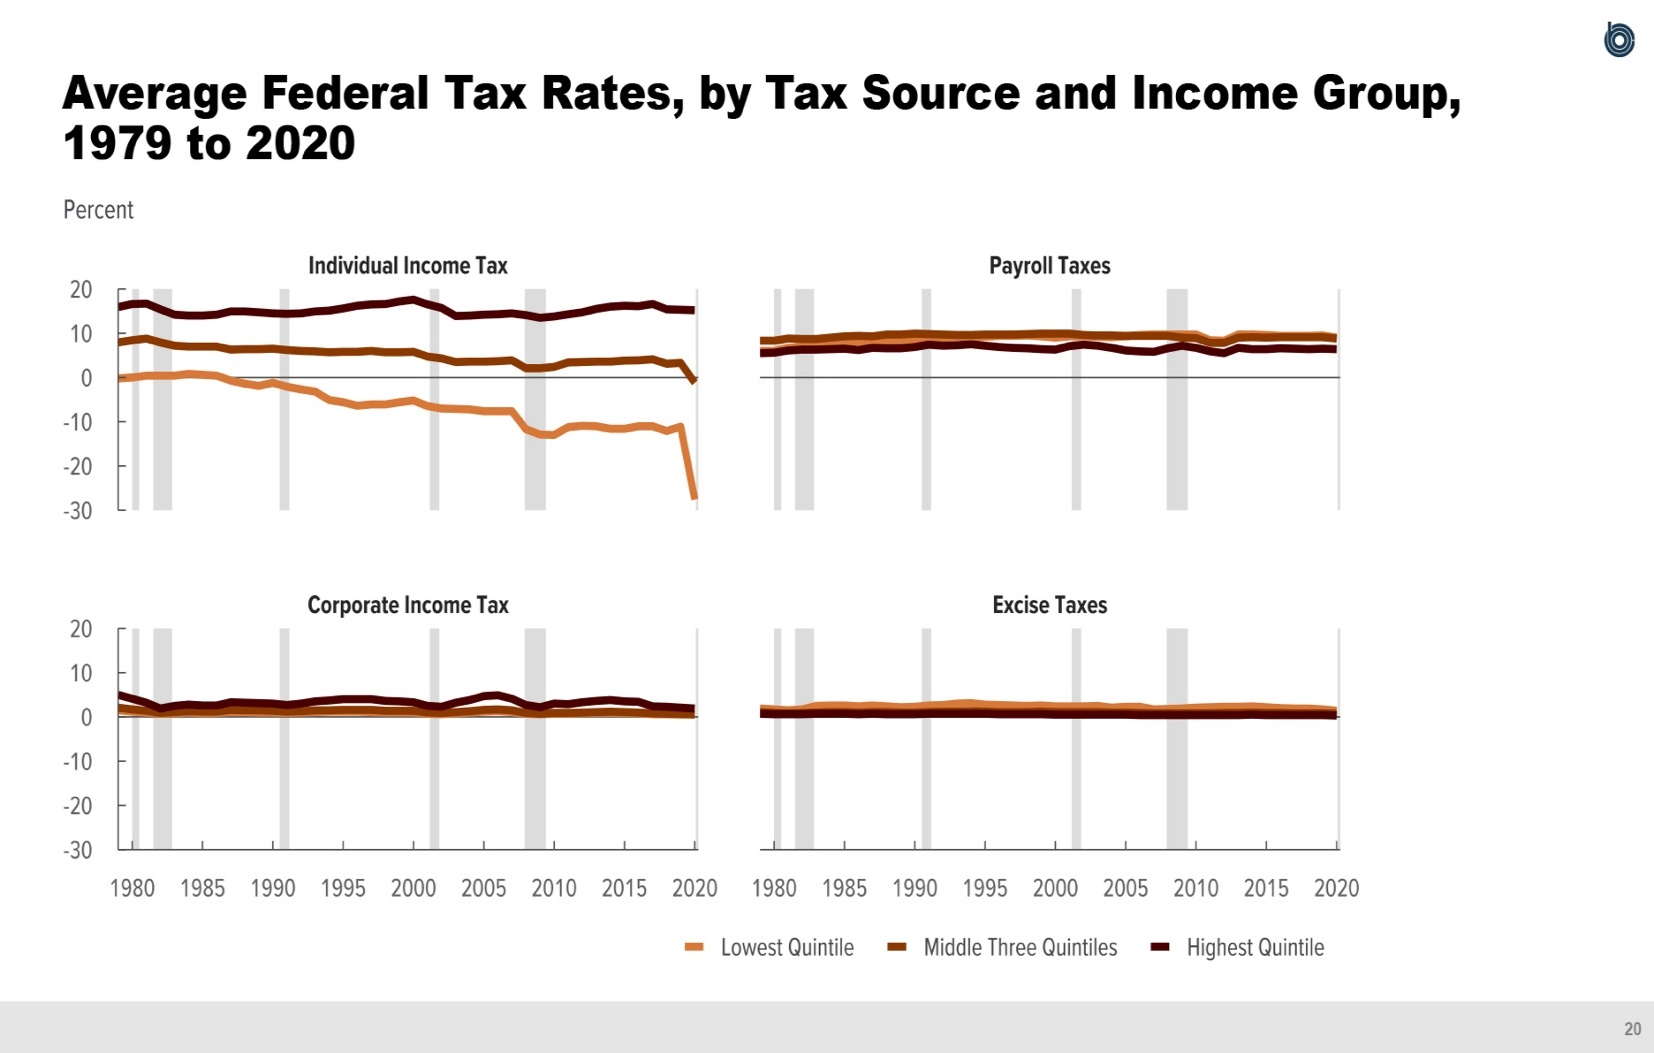 Average Federal Tax Rates, by Tax Source and Income Group,
1979 to 2020
Percent
Individual Income Tax
20
10
0
-10
-20
-30
Payroll Taxes
Corporate Income Tax
20
10
0
-10
-20
-30
1980 1985 1990 1995 2000 2005 2010 2015 2020
Excise Taxes
1980 1985 1990 1995 2000 2005 2010 2015 2020
Lowest Quintile Middle Three Quintiles Highest Quintile
20